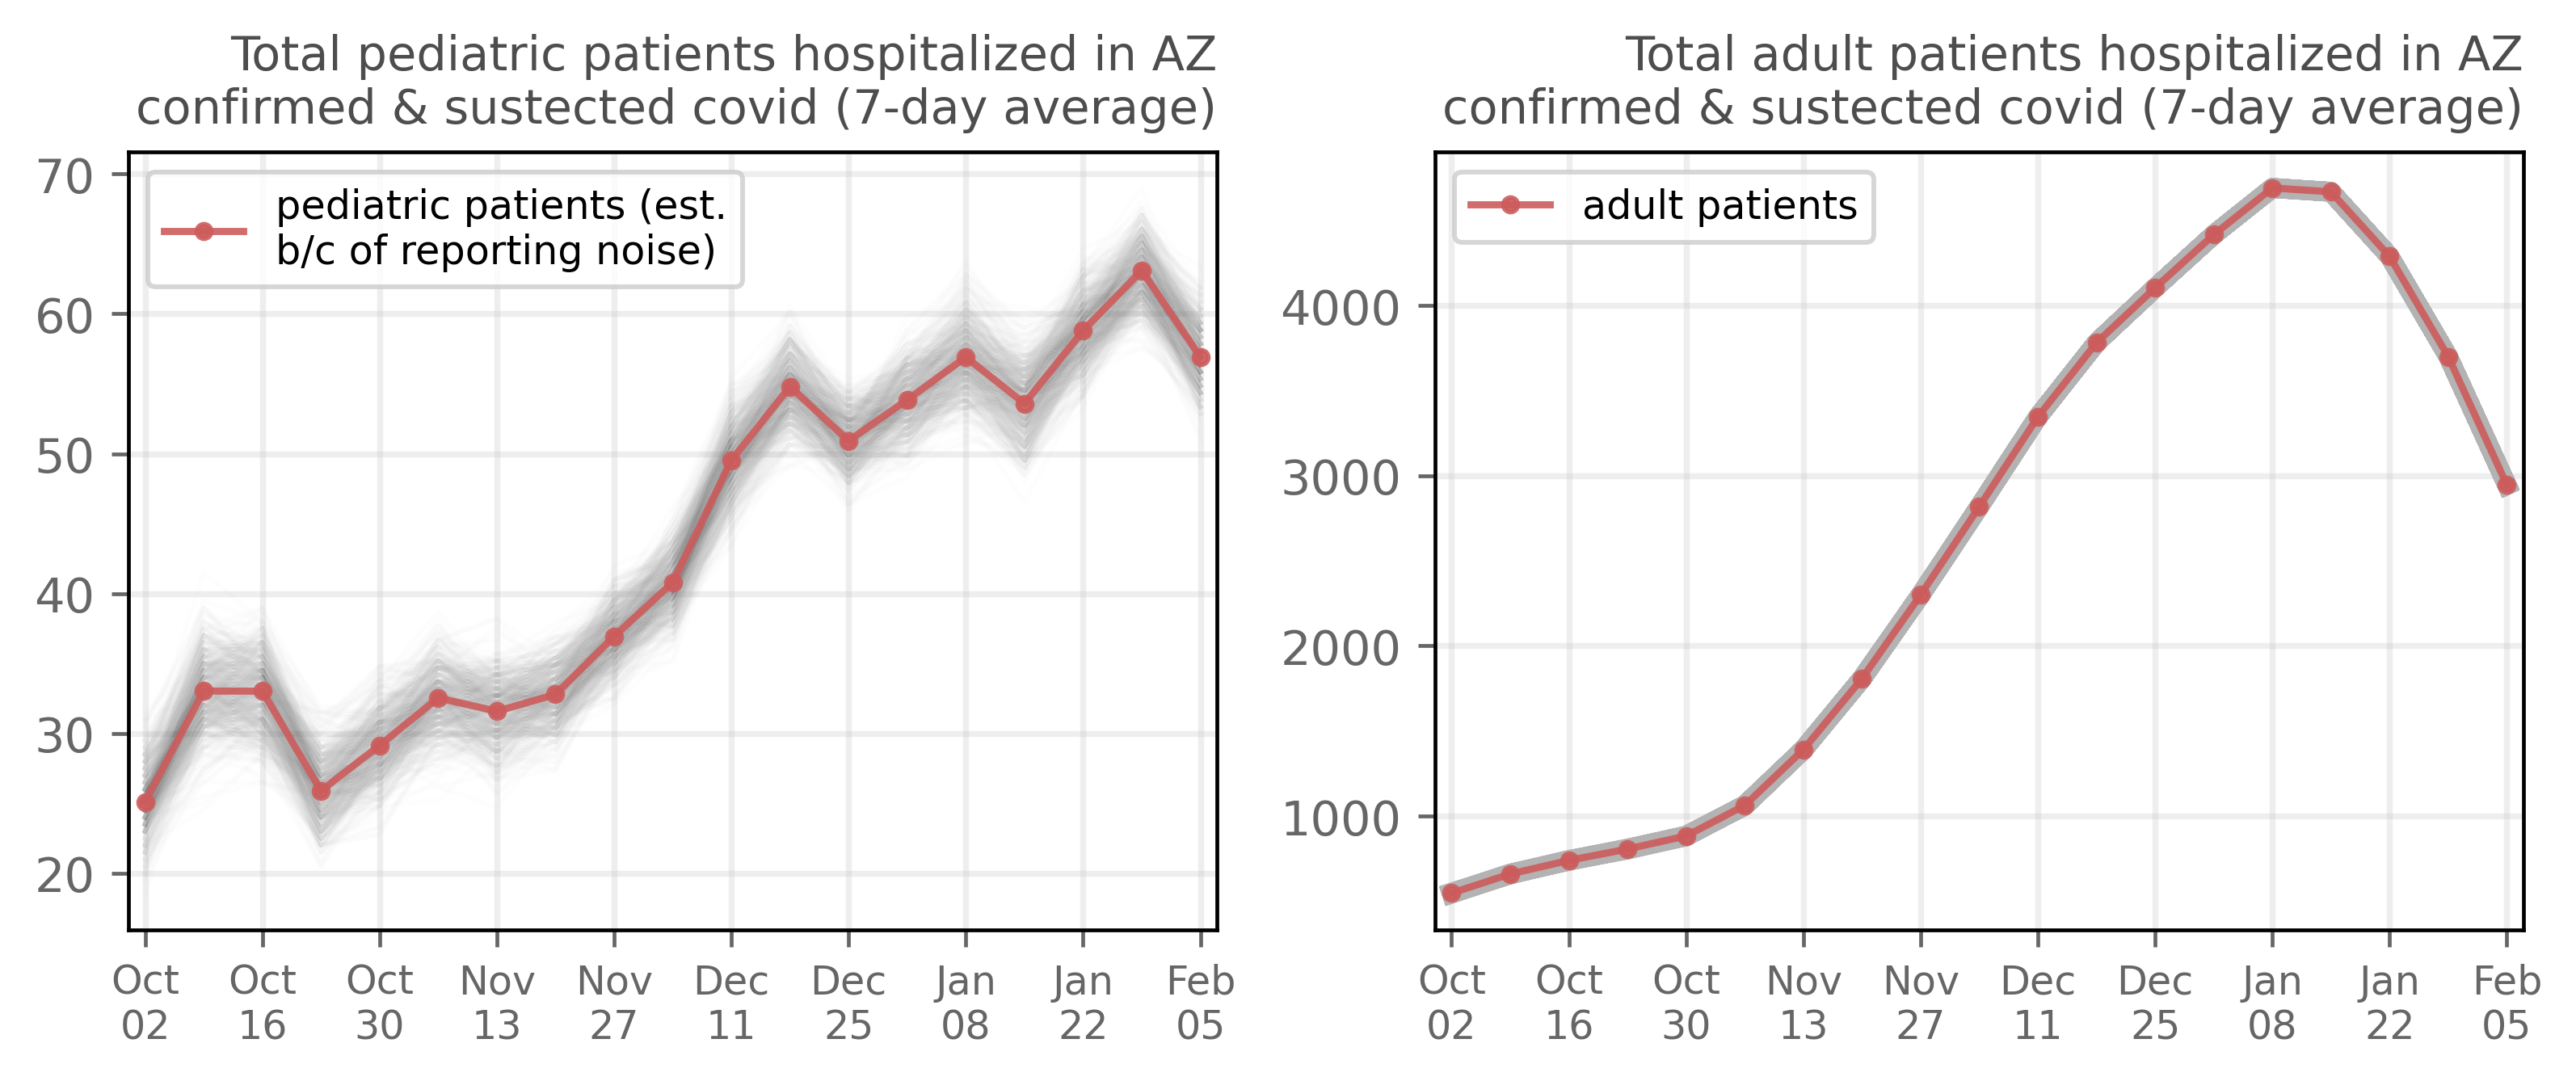 Total pediatric patients hospitalized in AZ
confirmed & sustected covid (7-day average)
pediatric patients (est.
b/c of reporting noise)
70
60
50
40
30
20
Oct Oct Oct Nov Nov Dec Dec Jan Jan Feb
02 16 30 13 27 11 25 08 22 05
Total adult patients hospitalized in AZ
confirmed & sustected covid (7-day average)
adult patients
4000
3000
2000
1000
Oct Oct Oct Nov Nov Dec Dec Jan Jan Feb
02 16 30 13 27 11 25 08 22 05